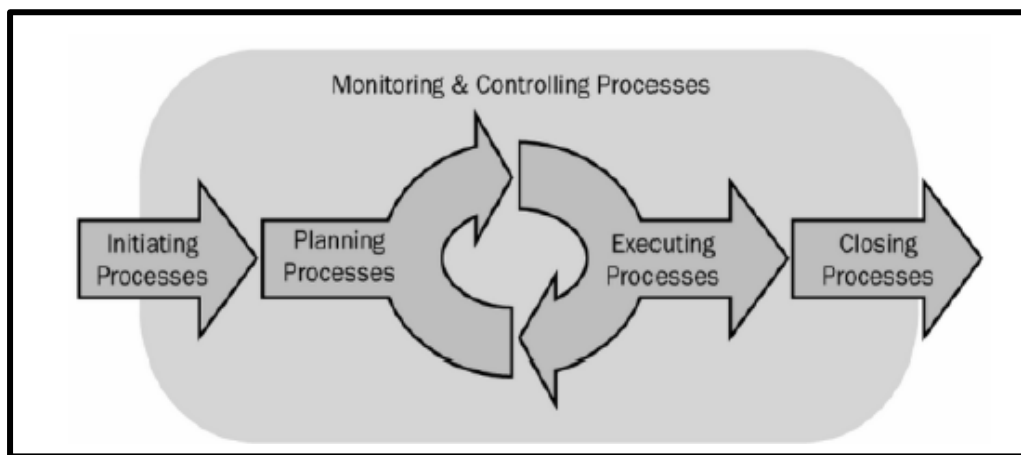 Monitoring & Controlling Processes
Initiating
Processes
Planning
Processes
Executing
Processes
Closing
Processes